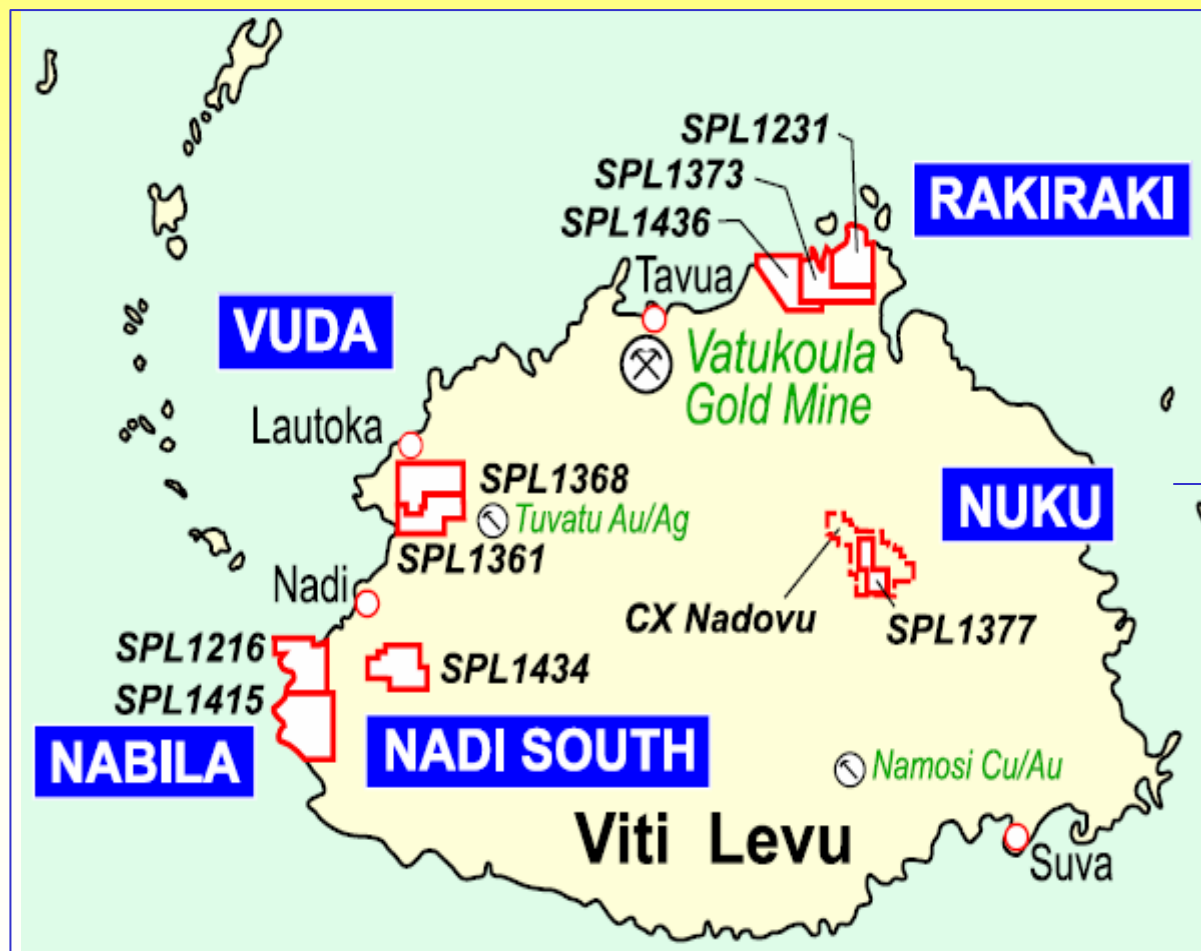 SPL1231
SPL1373
SPL1436
RAKIRAKI
Tavua
VUDA
Vatukoula
Gold Mine
Lautoka
SPL1368
Tuvatu Au/Ag
NUKU
SPL1361
Nadi
CX Nadovu
SPL1377
SPL1216
SPL1434
SPL1415
NABILA
NADI SOUTH
Namosi Cu/Au
Viti Levu
Suva